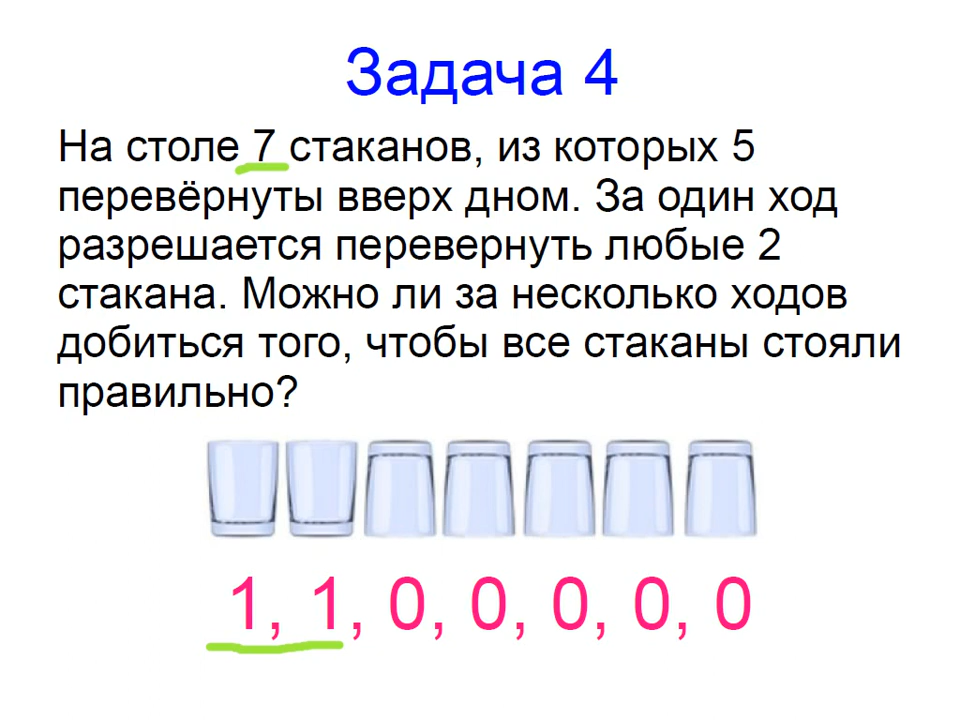 Задача 4
На столе 7 стаканов, из которых 5
перевёрнуты вверх дном. За один ход
разрешается перевернуть любые 2
стакана. Можно ли за несколько ходов
добиться того, чтобы все стаканы стояли
правильно?
1, 1, 0, 0, 0, 0, 0